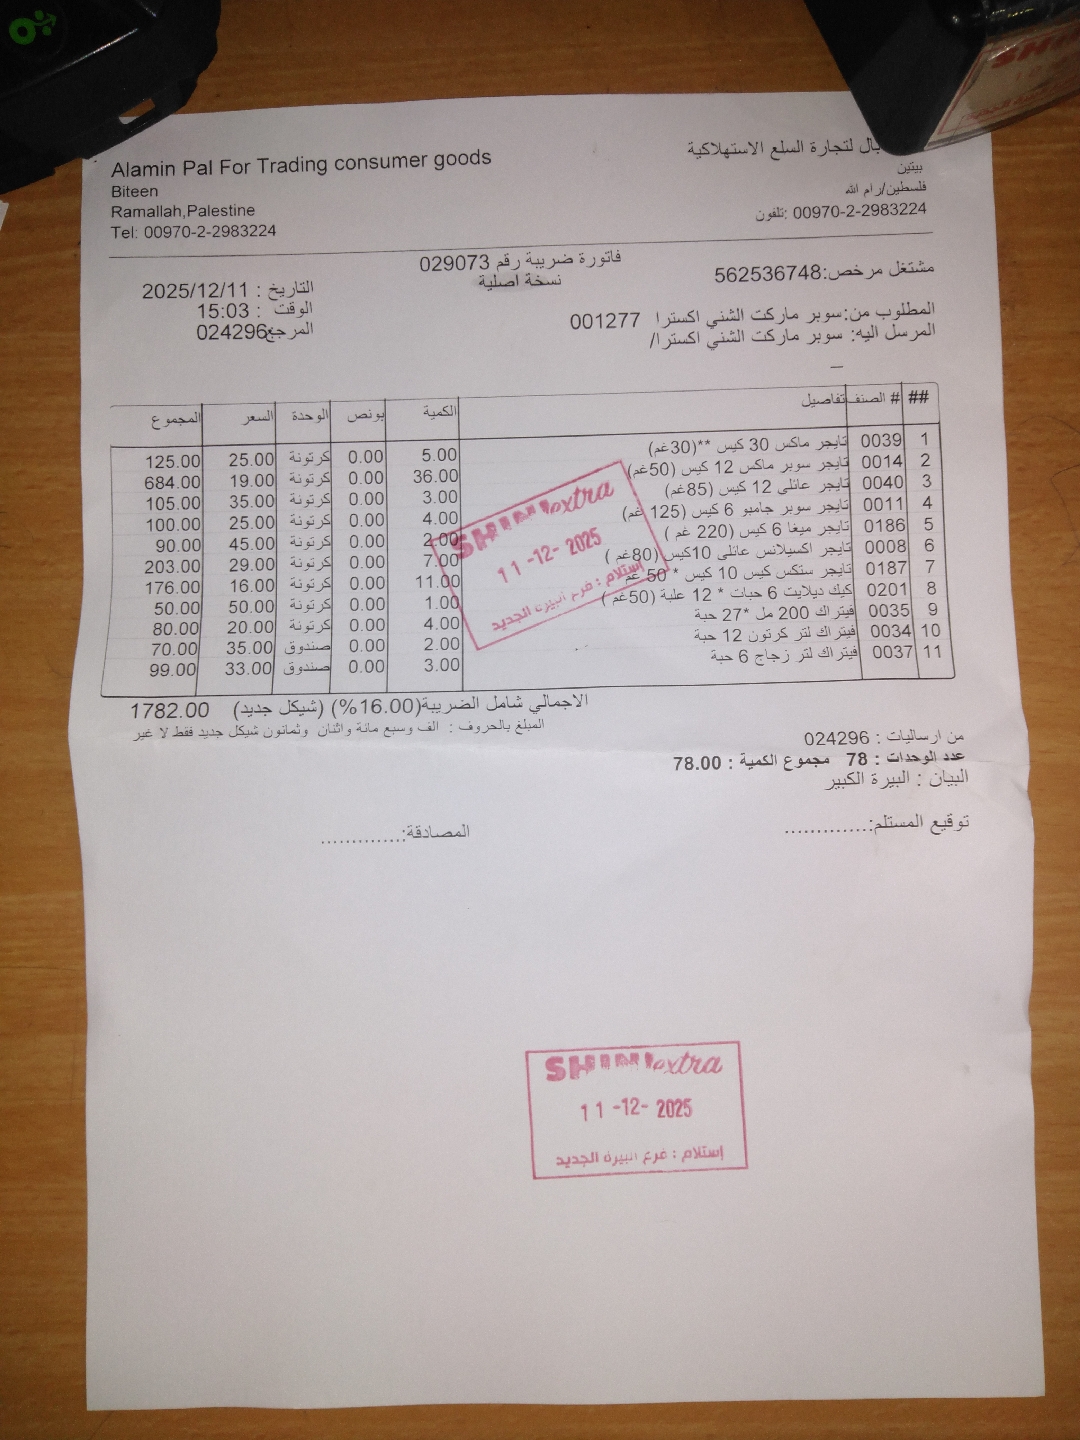 Alamin Pal For Trading consumer goods
Biteen
Ramallah,Palestine
Tel: 00970-2-2983224
بال لتجارة السلع الاستهلاكية
بيتين
فلسطين/رام الله
تلفون: 00970-2-2983224
فاتورة ضريبة رقم 029073
نسخة اصلية
مشتغل مرخص:562536748
التاريخ : 2025/12/11
الوقت : 15:03
المرجع024296
المطلوب من:سوبر ماركت الشني اكسترا 001277
المرسل اليه: سوبر ماركت الشني اكسترا/
## # الصنف تفاصيل الكمية بونص الوحدة السعر المجموع
1 0039 تايجر ماكس 30 كيس **(30غم) 5.00 0.00 كرتونة 25.00 125.00
2 0014 تايجر سوبر ماكس 12 كيس (50غم) 36.00 0.00 كرتونة 19.00 684.00
3 0040 تايجر عائلي 12 كيس (85غم) 3.00 0.00 كرتونة 35.00 105.00
4 0011 تايجر سوبر جامبو 6 كيس (125 غم) 4.00 0.00 كرتونة 25.00 100.00
5 0186 تايجر ميغا 6 كيس (220 غم ) 2.00 0.00 كرتونة 45.00 90.00
6 0008 تايجر اكسيلانس عائلي 10كيس (80غم ) 7.00 0.00 كرتونة 29.00 203.00
7 0187 تايجر ستكس كيس 10 كيس * 50 غم 11.00 0.00 كرتونة 16.00 176.00
8 0201 كيك ديلايت 6 حبات * 12 علبة (50غم ) 1.00 0.00 كرتونة 50.00 50.00
9 0035 فيتراك 200 مل *27 حبة 4.00 0.00 كرتونة 20.00 80.00
10 0034 فيتراك لتر كرتون 12 حبة 2.00 0.00 صندوق 35.00 70.00
11 0037 فيتراك لتر زجاج 6 حبة 3.00 0.00 صندوق 33.00 99.00
SHINI extra
11-12-2025
إستلام : فرع البيرة الجديد
الاجمالي شامل الضريبة(16.00%) (شيكل جديد) 1782.00
المبلغ بالحروف : الف وسبع مائة واثنان وثمانون شيكل جديد فقط لا غير
من ارساليات : 024296
عدد الوحدات : 78 مجموع الكمية : 78.00
البيان : البيرة الكبير
توقيع المستلم:..............
المصادقة:..............
SHINI extra
11-12-2025
إستلام : فرع البيرة الجديد